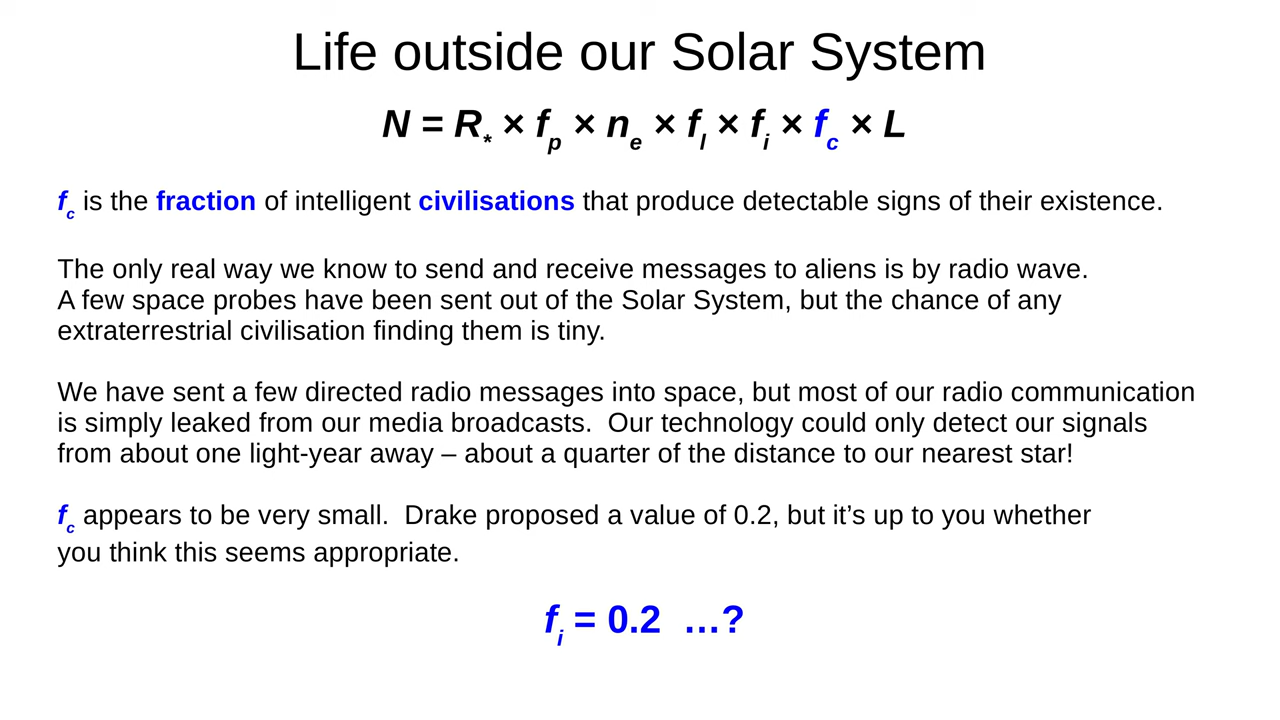 Life outside our Solar System
N = R* × fp × ne × fl × fi × fc × L
fc is the fraction of intelligent civilisations that produce detectable signs of their existence.
The only real way we know to send and receive messages to aliens is by radio wave.
A few space probes have been sent out of the Solar System, but the chance of any
extraterrestrial civilisation finding them is tiny.
We have sent a few directed radio messages into space, but most of our radio communication
is simply leaked from our media broadcasts.  Our technology could only detect our signals
from about one light-year away – about a quarter of the distance to our nearest star!
fc appears to be very small.  Drake proposed a value of 0.2, but it’s up to you whether
you think this seems appropriate.
fi = 0.2  …?